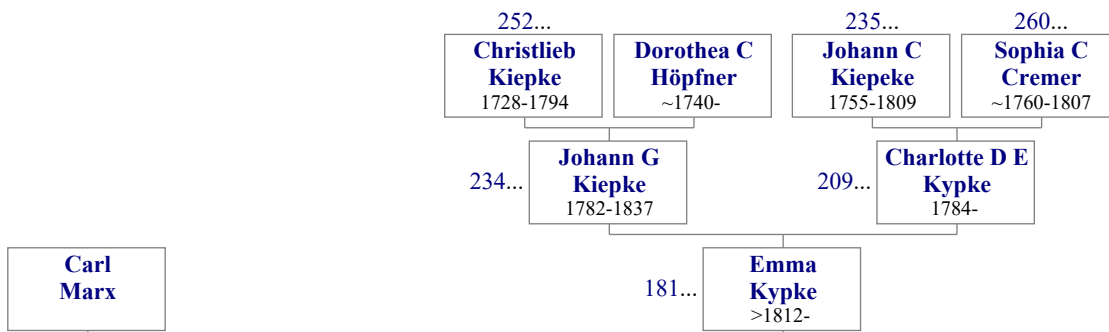 252...
235...
260...
Christlieb
Kiepke
1728-1794
Dorothea C
Höpfner
~1740-
Johann C
Kiepeke
1755-1809
Sophia C
Cremer
~1760-1807
234...
Johann G
Kiepke
1782-1837
209...
Charlotte D E
Kypke
1784-
Carl
Marx
181...
Emma
Kypke
>1812-